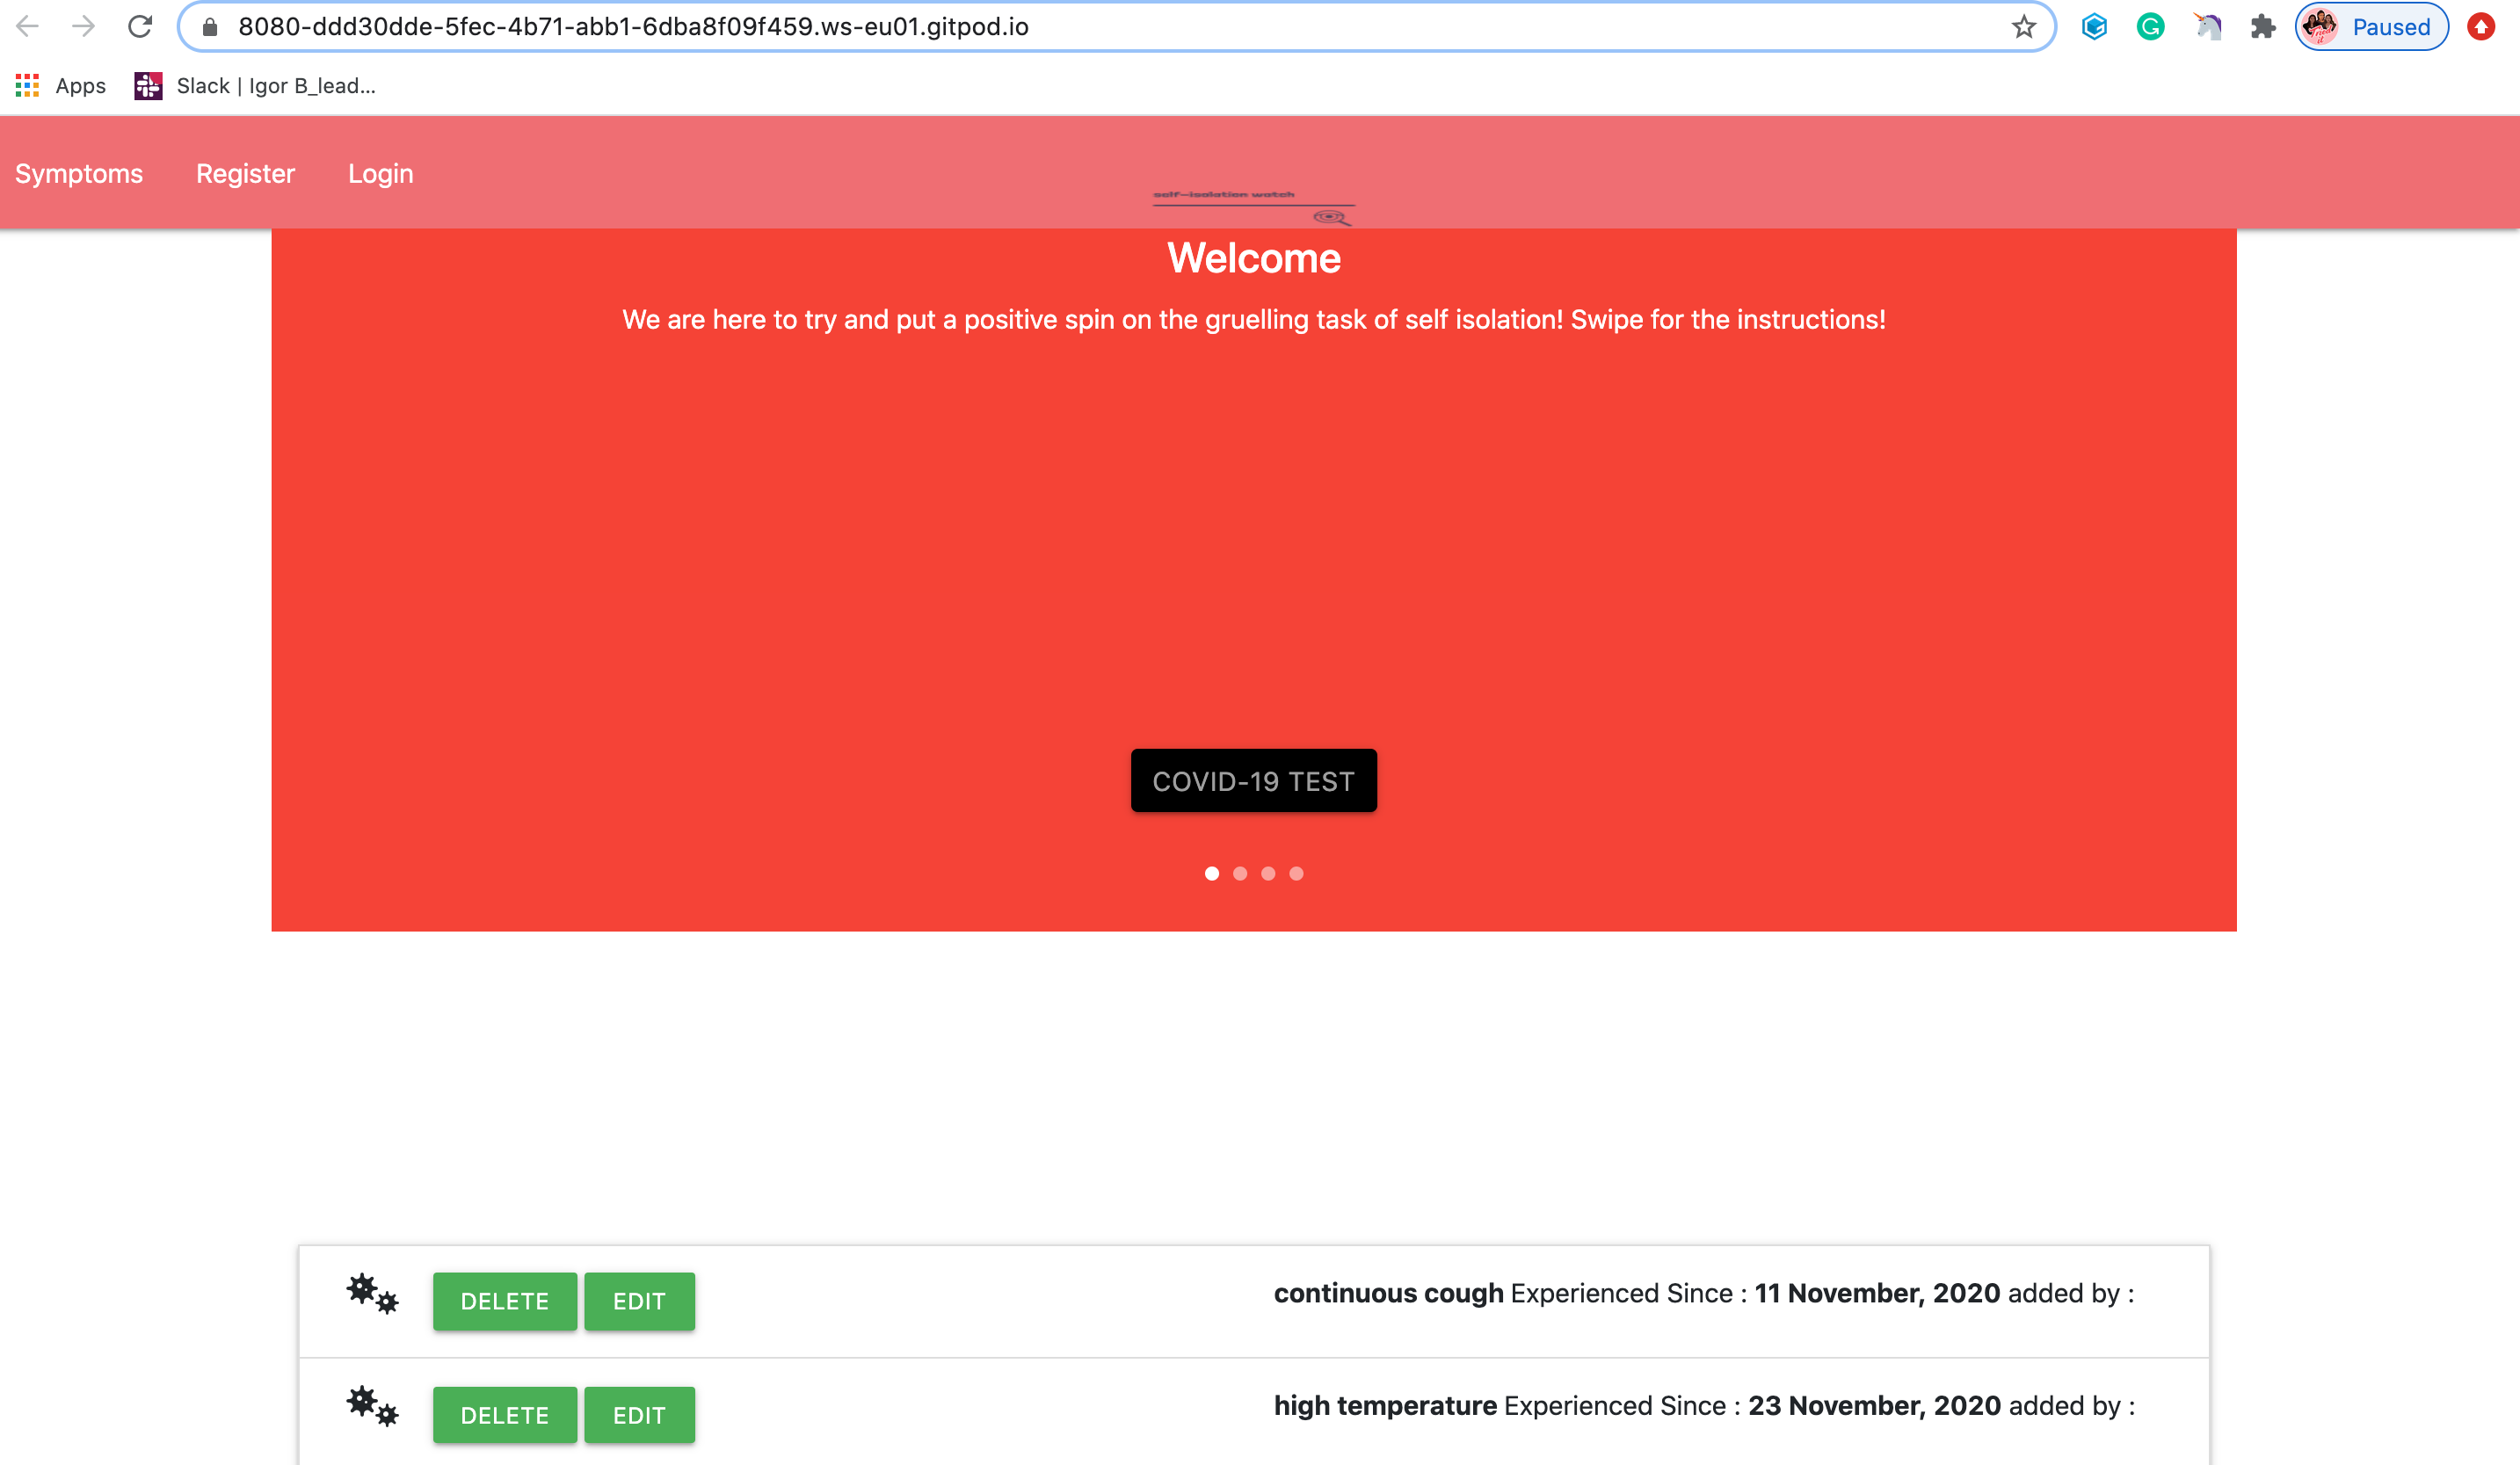 8080-ddd30dde-5fec-4b71-abb1-6dba8f09f459.ws-eu01.gitpod.io
Paused
Apps
Slack | Igor B_lead...
Symptoms Register Login
self-isolation watch
Welcome
We are here to try and put a positive spin on the gruelling task of self isolation! Swipe for the instructions!
COVID-19 TEST
DELETE EDIT continuous cough Experienced Since : 11 November, 2020 added by :
DELETE EDIT high temperature Experienced Since : 23 November, 2020 added by :